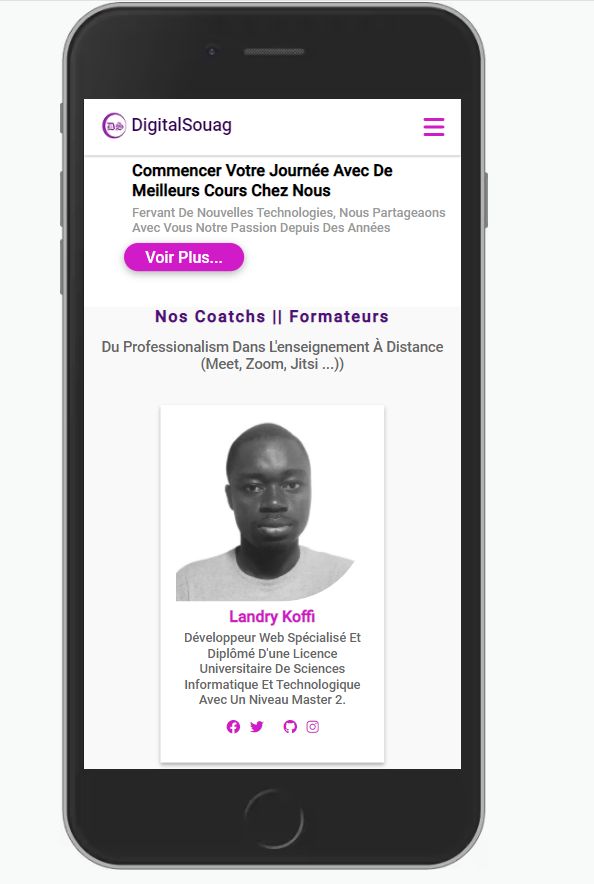 DigitalSouag
Commencer Votre Journée Avec De
Meilleurs Cours Chez Nous
Fervant De Nouvelles Technologies, Nous Partageaons
Avec Vous Notre Passion Depuis Des Années
Voir Plus...
Nos Coatchs || Formateurs
Du Professionalism Dans L'enseignement À Distance
(Meet, Zoom, Jitsi ...))
Landry Koffi
Développeur Web Spécialisé Et
Diplômé D'une Licence
Universitaire De Sciences
Informatique Et Technologique
Avec Un Niveau Master 2.